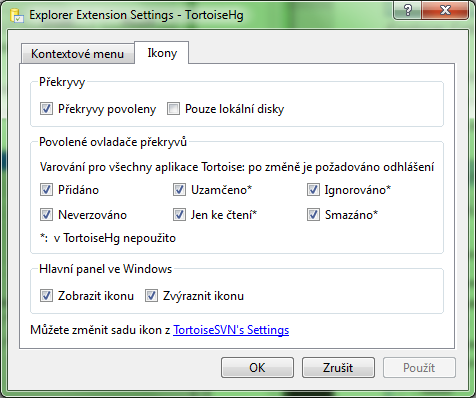 Explorer Extension Settings - TortoiseHg
Kontextové menu Ikony
Překryvy
Překryvy povoleny Pouze lokální disky
Povolené ovladače překryvů
Varování pro všechny aplikace Tortoise: po změně je požadováno odhlášení
Přidáno Uzamčeno* Ignorováno*
Neverzováno Jen ke čtení* Smazáno*
*: v TortoiseHg nepoužito
Hlavní panel ve Windows
Zobrazit ikonu Zvýraznit ikonu
Můžete změnit sadu ikon z TortoiseSVN's Settings
OK Zrušit Použít